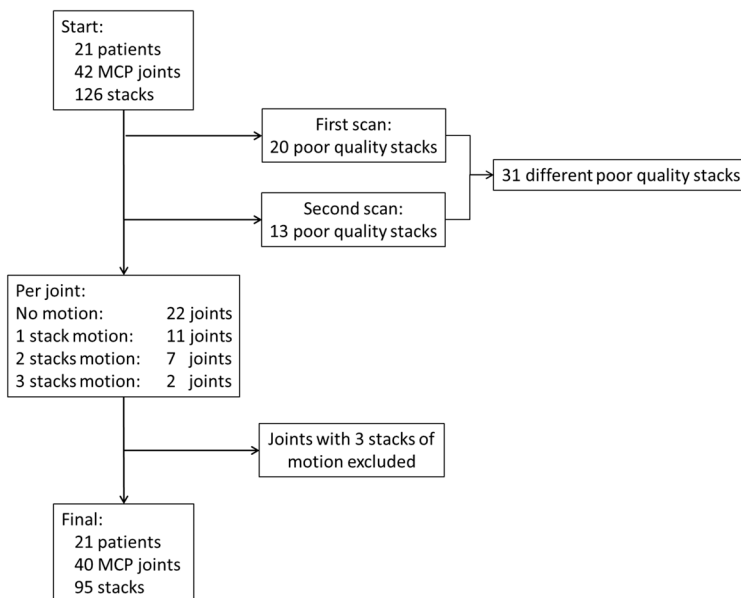 Start:
21 patients
42 MCP joints
126 stacks
First scan:
20 poor quality stacks
31 different poor quality stacks
Second scan:
13 poor quality stacks
Per joint:
No motion: 22 joints
1 stack motion: 11 joints
2 stacks motion: 7 joints
3 stacks motion: 2 joints
Joints with 3 stacks of
motion excluded
Final:
21 patients
40 MCP joints
95 stacks